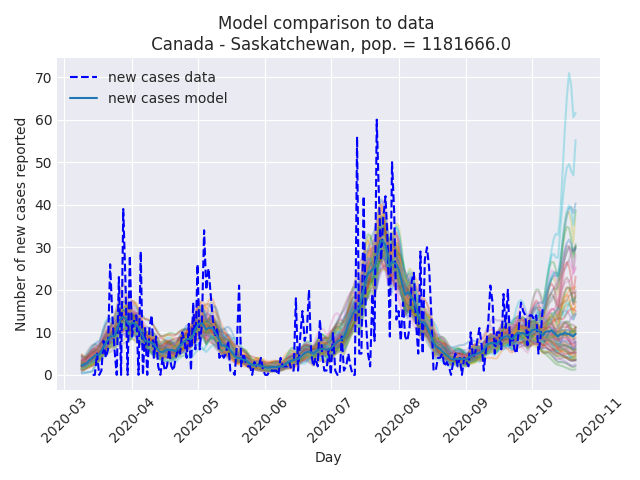 Model comparison to data
Canada - Saskatchewan, pop. = 1181666.0
new cases data
new cases model
Number of new cases reported
70
60
50
40
30
20
10
0
2020-03
2020-04
2020-05
2020-06
2020-07
2020-08
2020-09
2020-10
2020-11
Day